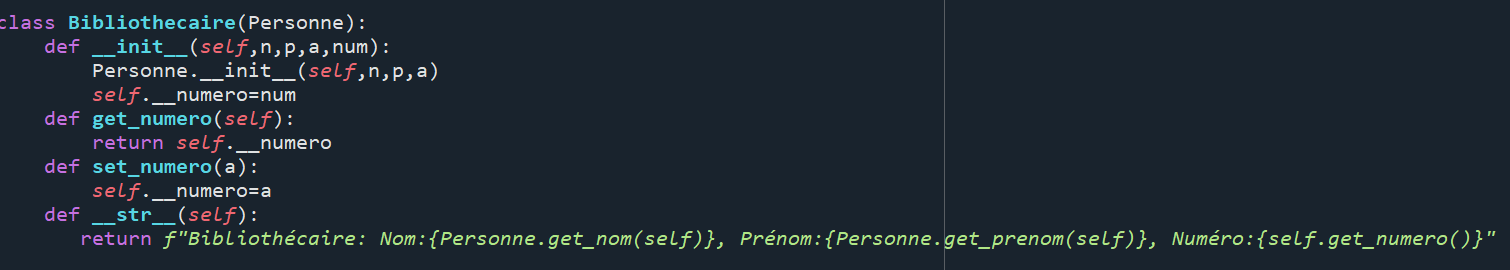 class Bibliothecaire(Personne):
    def __init__(self,n,p,a,num):
        Personne.__init__(self,n,p,a)
        self.__numero=num
    def get_numero(self):
        return self.__numero
    def set_numero(a):
        self.__numero=a
    def __str__(self):
       return f"Bibliothécaire: Nom:{Personne.get_nom(self)}, Prénom:{Personne.get_prenom(self)}, Numéro:{self.get_numero()}"